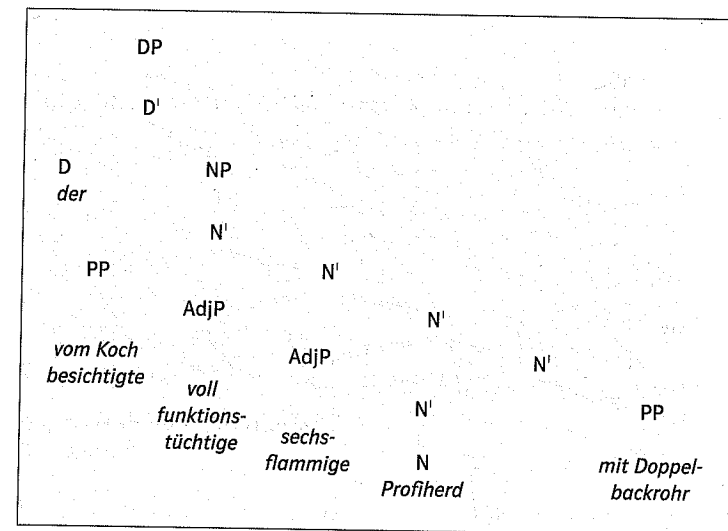 DP
D'
D NP
der
N'
PP N'
AdjP N'
vom Koch AdjP N'
besichtigte
voll
funktions- N' PP
tüchtige
sechs-
flammige N mit Doppel-
Profiherd backrohr